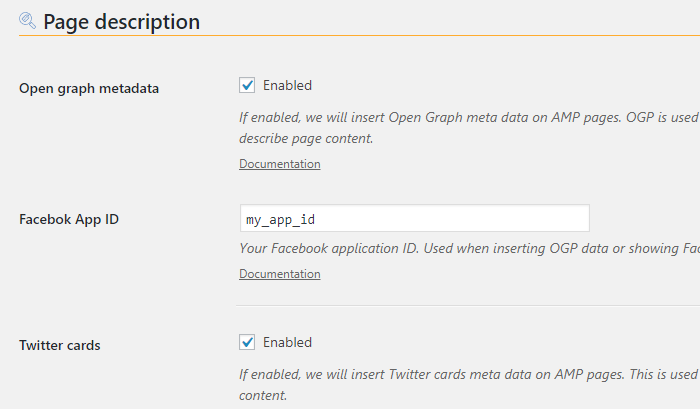 Page description
Open graph metadata
Enabled
If enabled, we will insert Open Graph meta data on AMP pages. OGP is used
describe page content.
Documentation
Facebok App ID
my_app_id
Your Facebook application ID. Used when inserting OGP data or showing Fac
Documentation
Twitter cards
Enabled
If enabled, we will insert Twitter cards meta data on AMP pages. This is used
content.